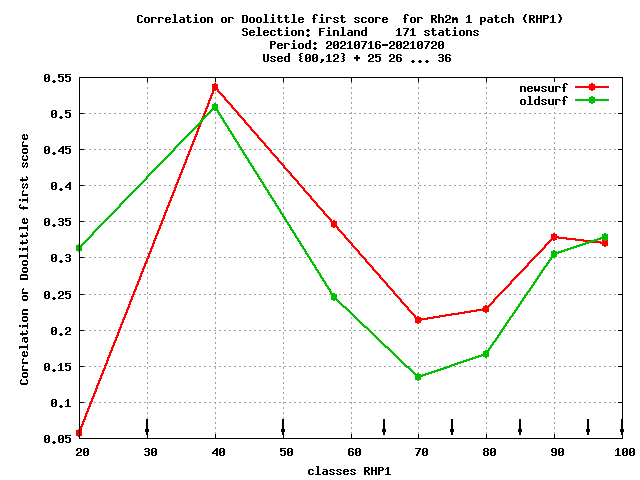 Correlation or Doolittle first score  for Rh2m 1 patch (RHP1)
Selection: Finland    171 stations
Period: 20210716-20210720
Used {00,12} + 25 26 ... 36
newsurf
oldsurf
Correlation or Doolittle first score
0.55
0.5
0.45
0.4
0.35
0.3
0.25
0.2
0.15
0.1
0.05
20 30 40 50 60 70 80 90 100
classes RHP1